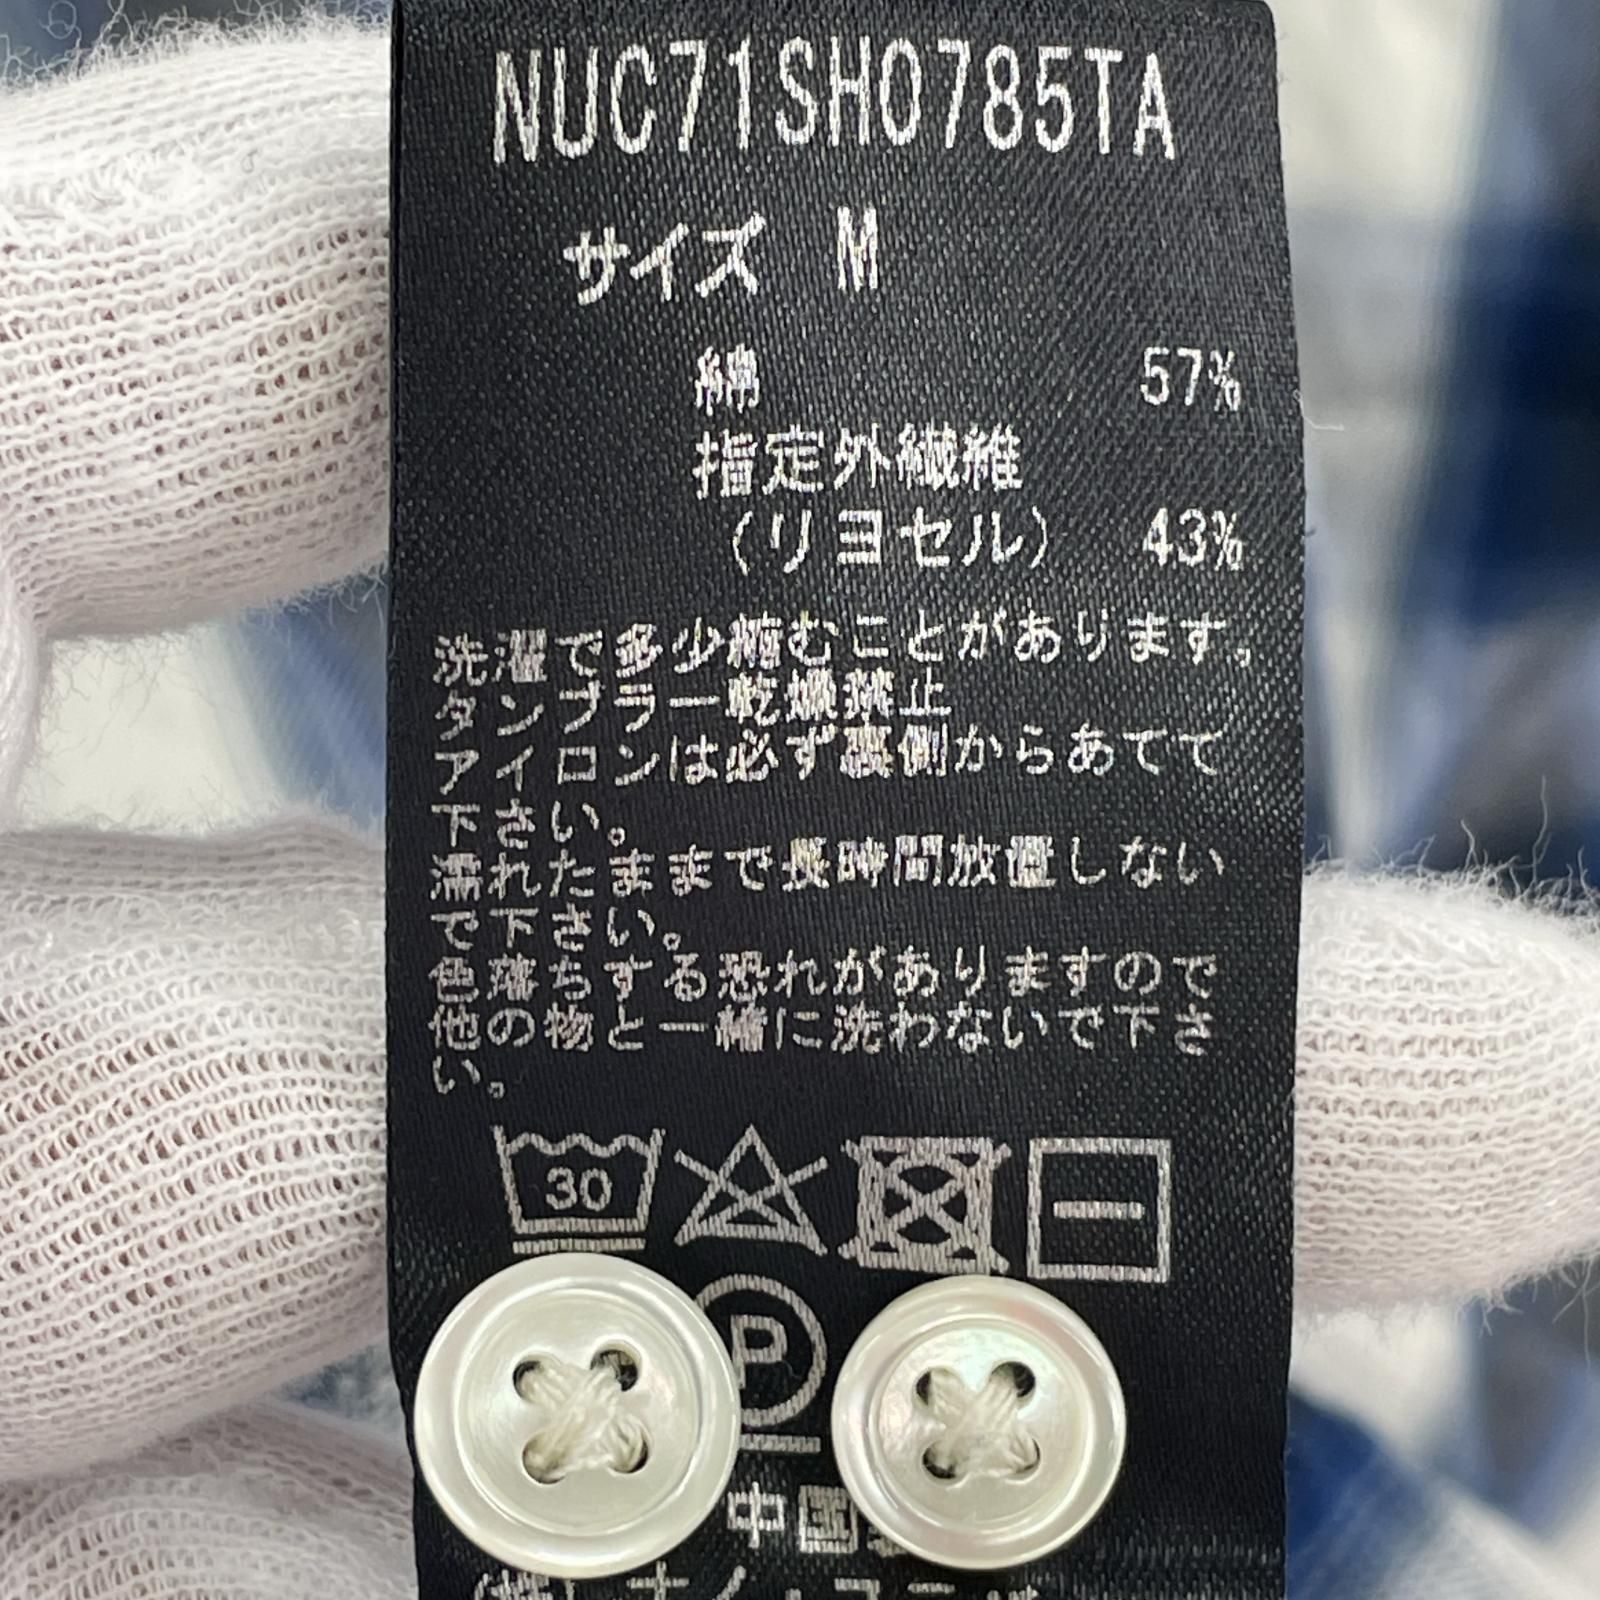 NUC71SH0785TA
サイズ M
綿 57%
指定外繊維
(リヨセル) 43%
洗濯で多少縮むことがあります。
タンブラー乾燥禁止
アイロンは必ず裏側からあてて
下さい。
濡れたままで長時間放置しない
で下さい。
色落ちする恐れがありますので
他の物と一緒に洗わないで下さ
い。
30
P
中国